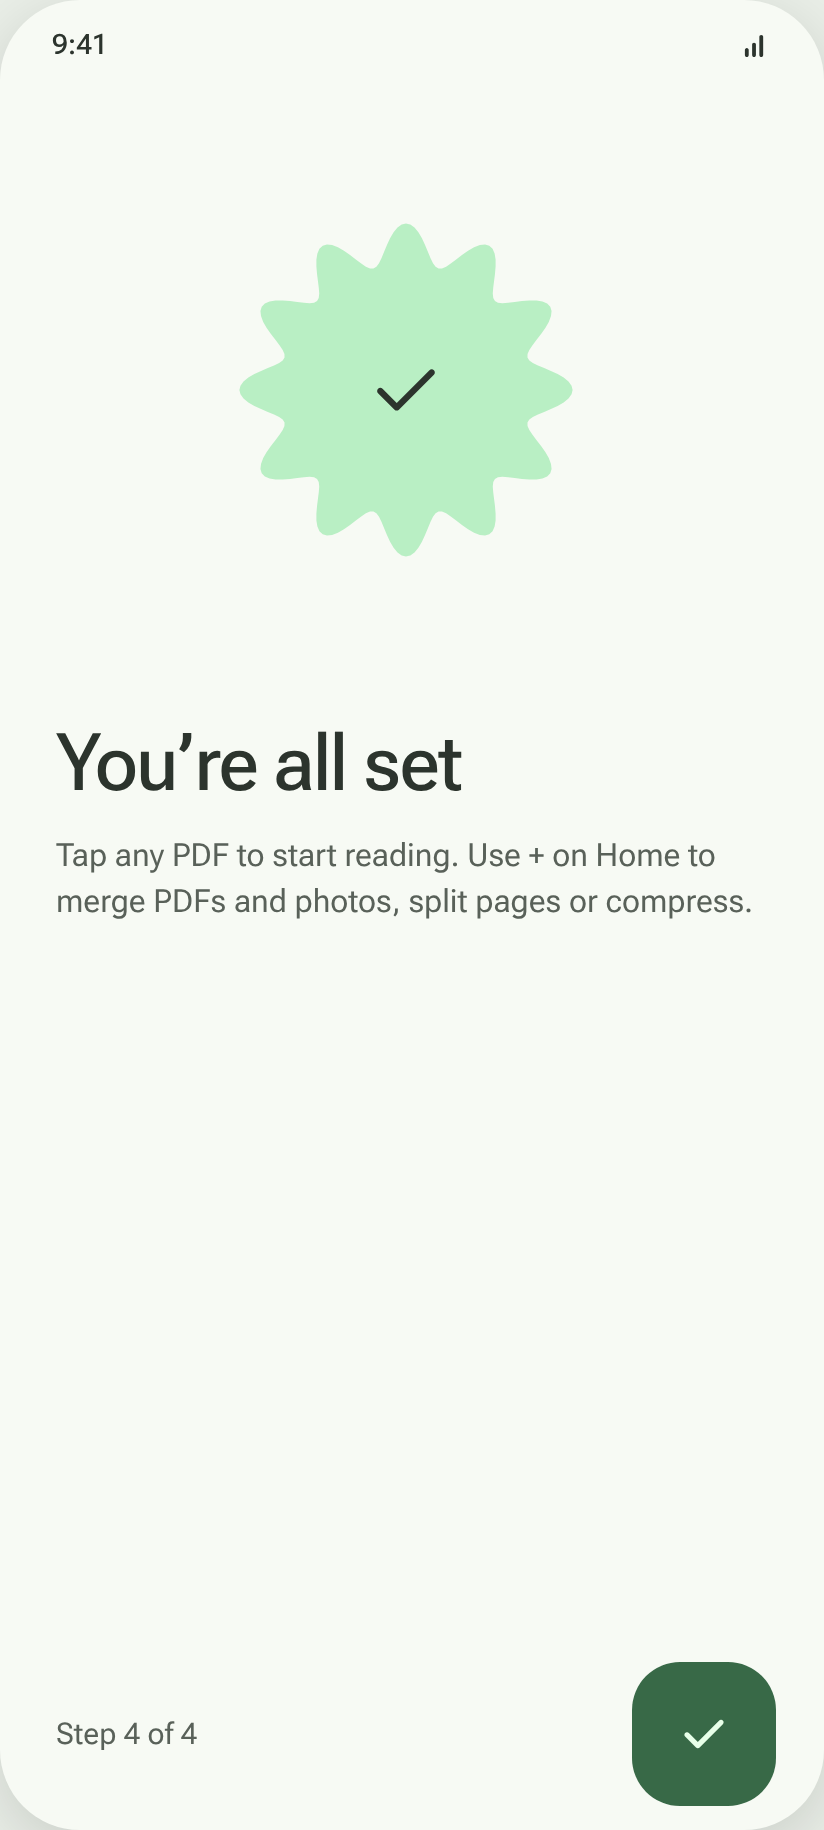 9:41
You’re all set
Tap any PDF to start reading. Use + on Home to
merge PDFs and photos, split pages or compress.
Step 4 of 4